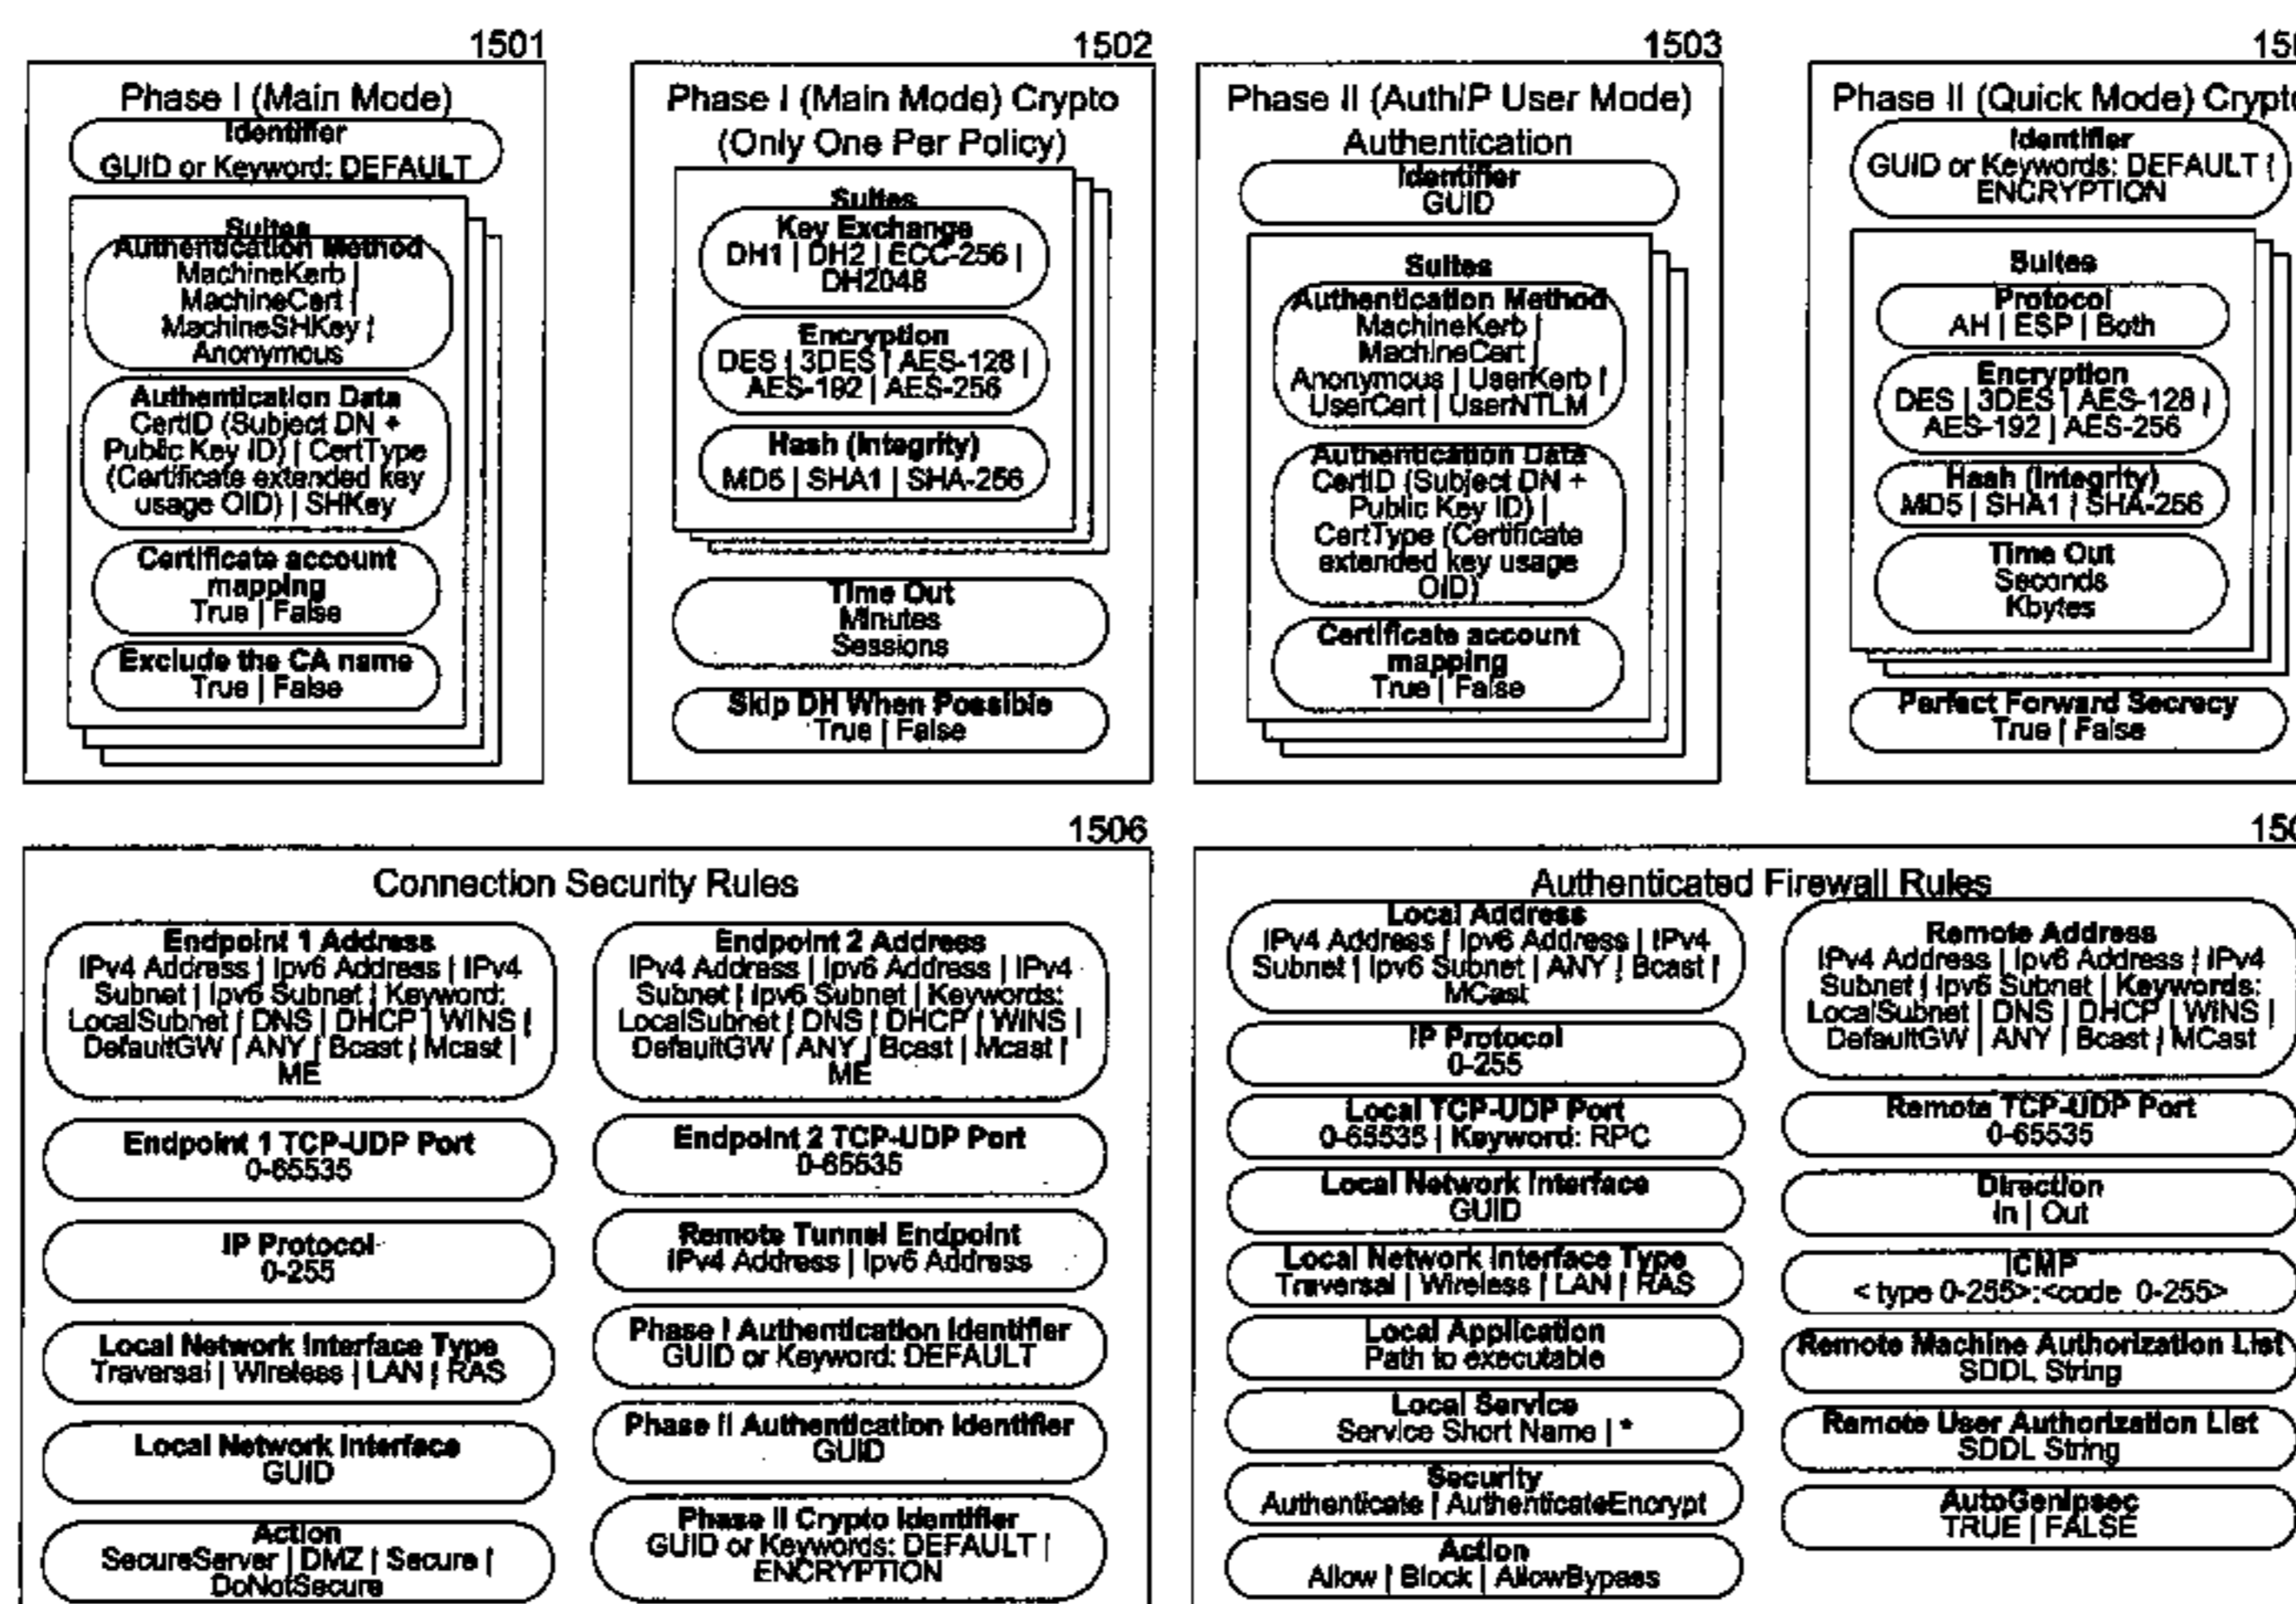 1501
Phase I (Main Mode)
Identifier
GUID or Keyword: DEFAULT
Suites
Authentication Method
MachineKerb |
MachineCert |
MachineSHKey |
Anonymous
Authentication Data
CertID (Subject DN +
Public Key ID) | CertType
(Certificate extended key
usage OID) | SHKey
Certificate account
mapping
True | False
Exclude the CA name
True | False
1502
Phase I (Main Mode) Crypto
(Only One Per Policy)
Suites
Key Exchange
DH1 | DH2 | ECC-256 |
DH2048
Encryption
DES | 3DES | AES-128 |
AES-192 | AES-256
Hash (Integrity)
MD5 | SHA1 | SHA-256
Time Out
Minutes
Sessions
Skip DH When Possible
True | False
1503
Phase II (AuthIP User Mode)
Authentication
Identifier
GUID
Suites
Authentication Method
MachineKerb |
MachineCert |
Anonymous | UserKerb |
UserCert | UserNTLM
Authentication Data
CertID (Subject DN +
Public Key ID) |
CertType (Certificate
extended key usage
OID)
Certificate account
mapping
True | False
Phase II (Quick Mode)
Identifier
GUID or Keywords: DEFAULT |
ENCRYPTION
Suites
Protocol
AH | ESP | Both
Encryption
DES | 3DES | AES-128 |
AES-192 | AES-256
Hash (Integrity)
MD5 | SHA1 | SHA-256
Time Out
Seconds
Kbytes
Perfect Forward Secrecy
True | False
1506
Connection Security Rules
Endpoint 1 Address
IPv4 Address | Ipv6 Address | IPv4
Subnet | Ipv6 Subnet | Keyword:
LocalSubnet | DNS | DHCP | WINS |
DefaultGW | ANY | Bcast | Mcast |
ME
Endpoint 1 TCP-UDP Port
0-65535
IP Protocol
0-255
Local Network Interface Type
Traversal | Wireless | LAN | RAS
Local Network Interface
GUID
Action
SecureServer | DMZ | Secure |
DoNotSecure
Endpoint 2 Address
IPv4 Address | Ipv6 Address | IPv4
Subnet | Ipv6 Subnet | Keywords:
LocalSubnet | DNS | DHCP | WINS |
DefaultGW | ANY | Bcast | Mcast |
ME
Endpoint 2 TCP-UDP Port
0-65535
Remote Tunnel Endpoint
IPv4 Address | Ipv6 Address
Phase I Authentication Identifier
GUID or Keyword: DEFAULT
Phase II Authentication Identifier
GUID
Phase II Crypto Identifier
GUID or Keywords: DEFAULT |
ENCRYPTION
Authenticated Firewall Rules
Local Address
IPv4 Address | Ipv6 Address | IPv4
Subnet | Ipv6 Subnet | ANY | Bcast |
MCast
IP Protocol
0-255
Local TCP-UDP Port
0-65535 | Keyword: RPC
Local Network Interface
GUID
Local Network Interface Type
Traversal | Wireless | LAN | RAS
Local Application
Path to executable
Local Service
Service Short Name | *
Security
Authenticate | AuthenticateEncrypt
Action
Allow | Block | AllowBypass
Remote Address
IPv4 Address | Ipv6 Address | IPv4
Subnet | Ipv6 Subnet | Keywords:
LocalSubnet | DNS | DHCP | WINS |
DefaultGW | ANY | Bcast | MCast
Remote TCP-UDP Port
0-65535
Direction
In | Out
ICMP
< type 0-255>:<code 0-255>
Remote Machine Authorization List
SDDL String
Remote User Authorization List
SDDL String
AutoGenIpsec
TRUE | FALSE